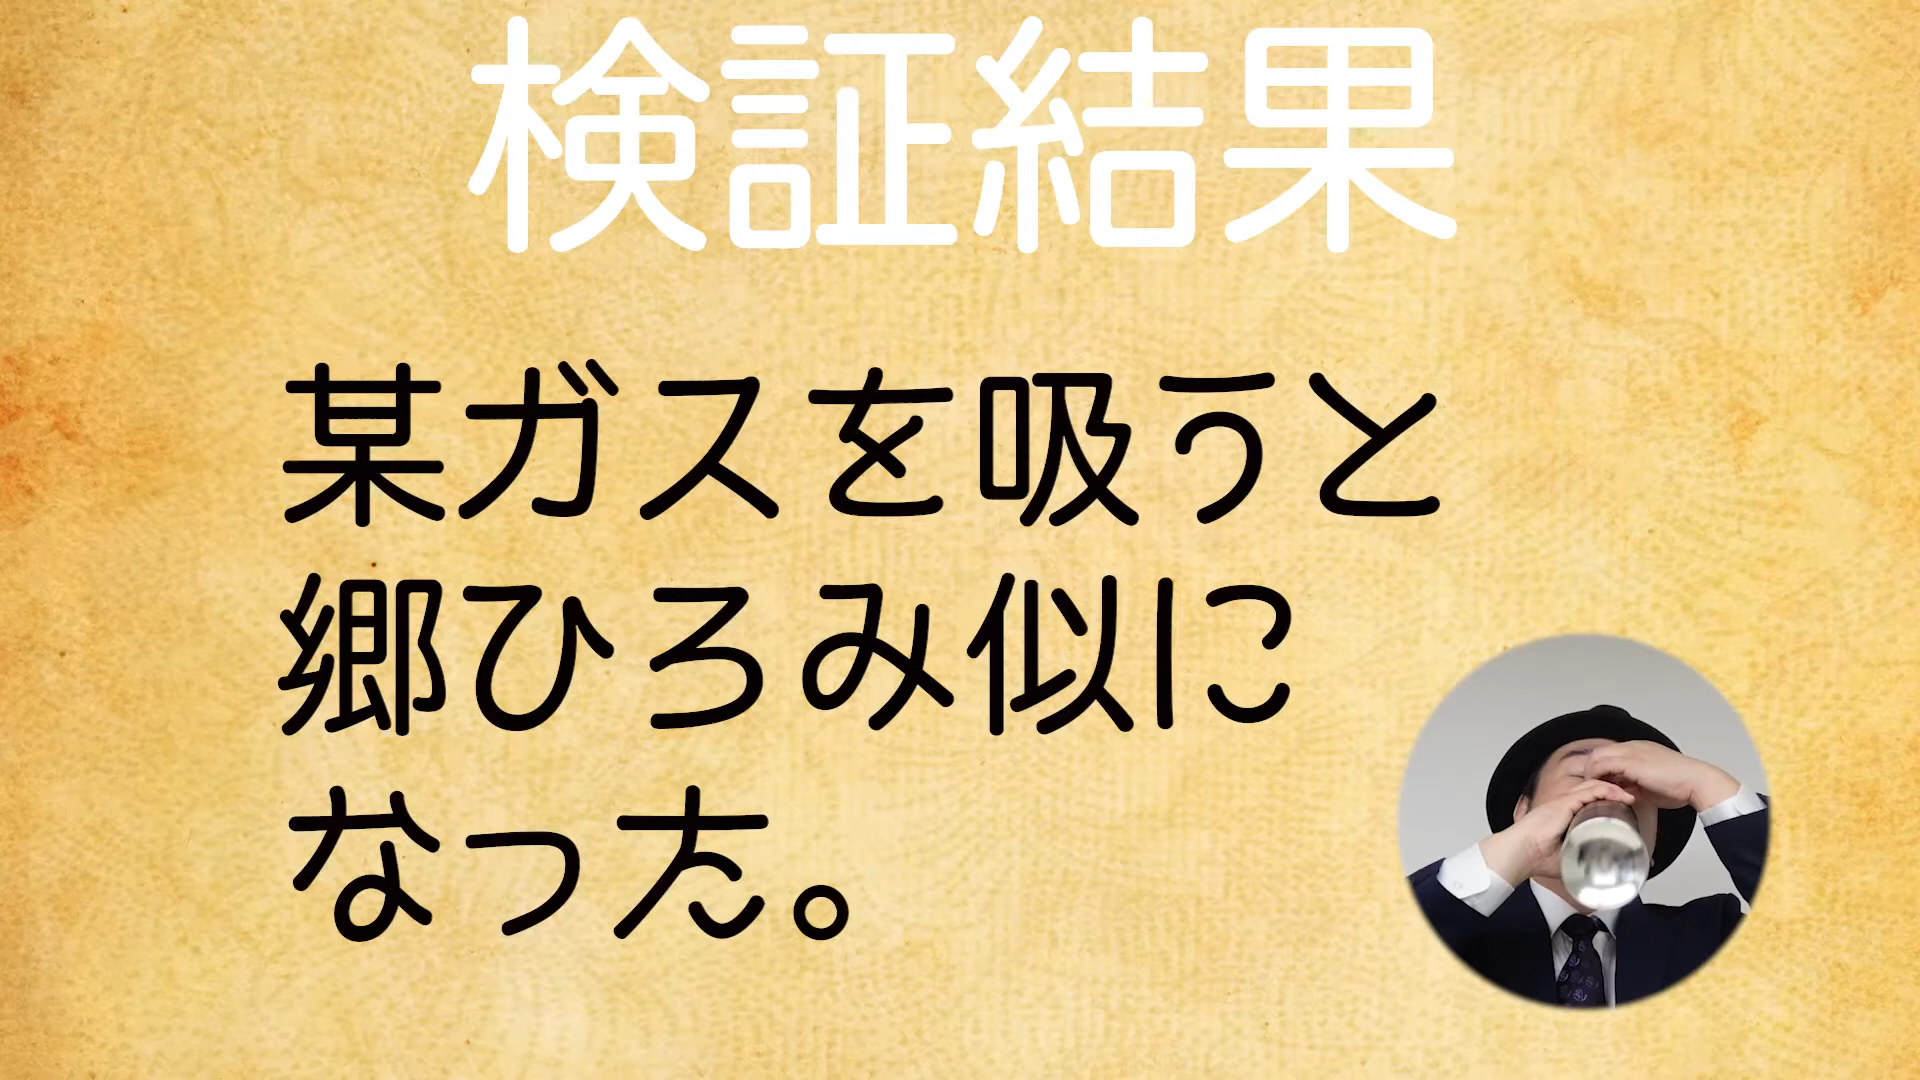 検証結果
某ガスを吸うと
郷ひろみ似に
なった。